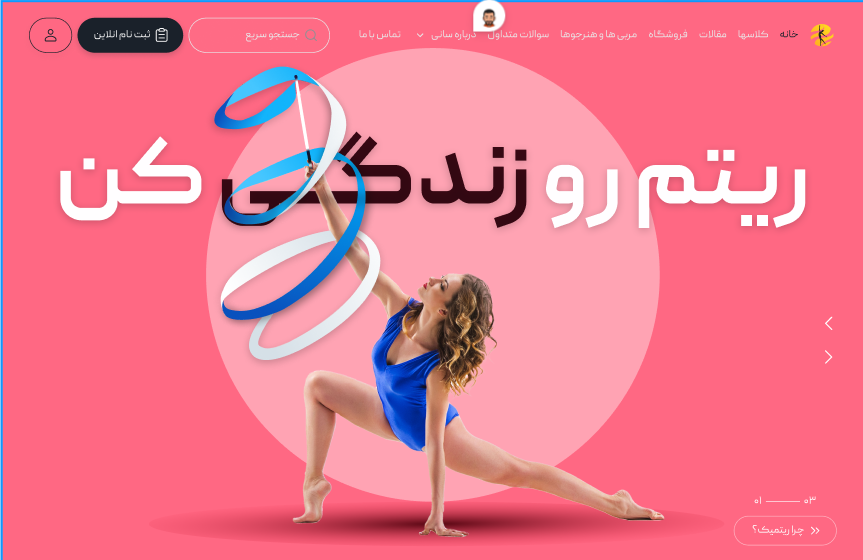 خانه
کلاسها
مقالات
فروشگاه
مربی ها و هنرجوها
سوالات متداول
درباره سانی
تماس با ما
جستجو سریع
ثبت نام انلاین
ریتم رو زندگی کن
۰۳ ۰۱
چرا ریتمیک؟